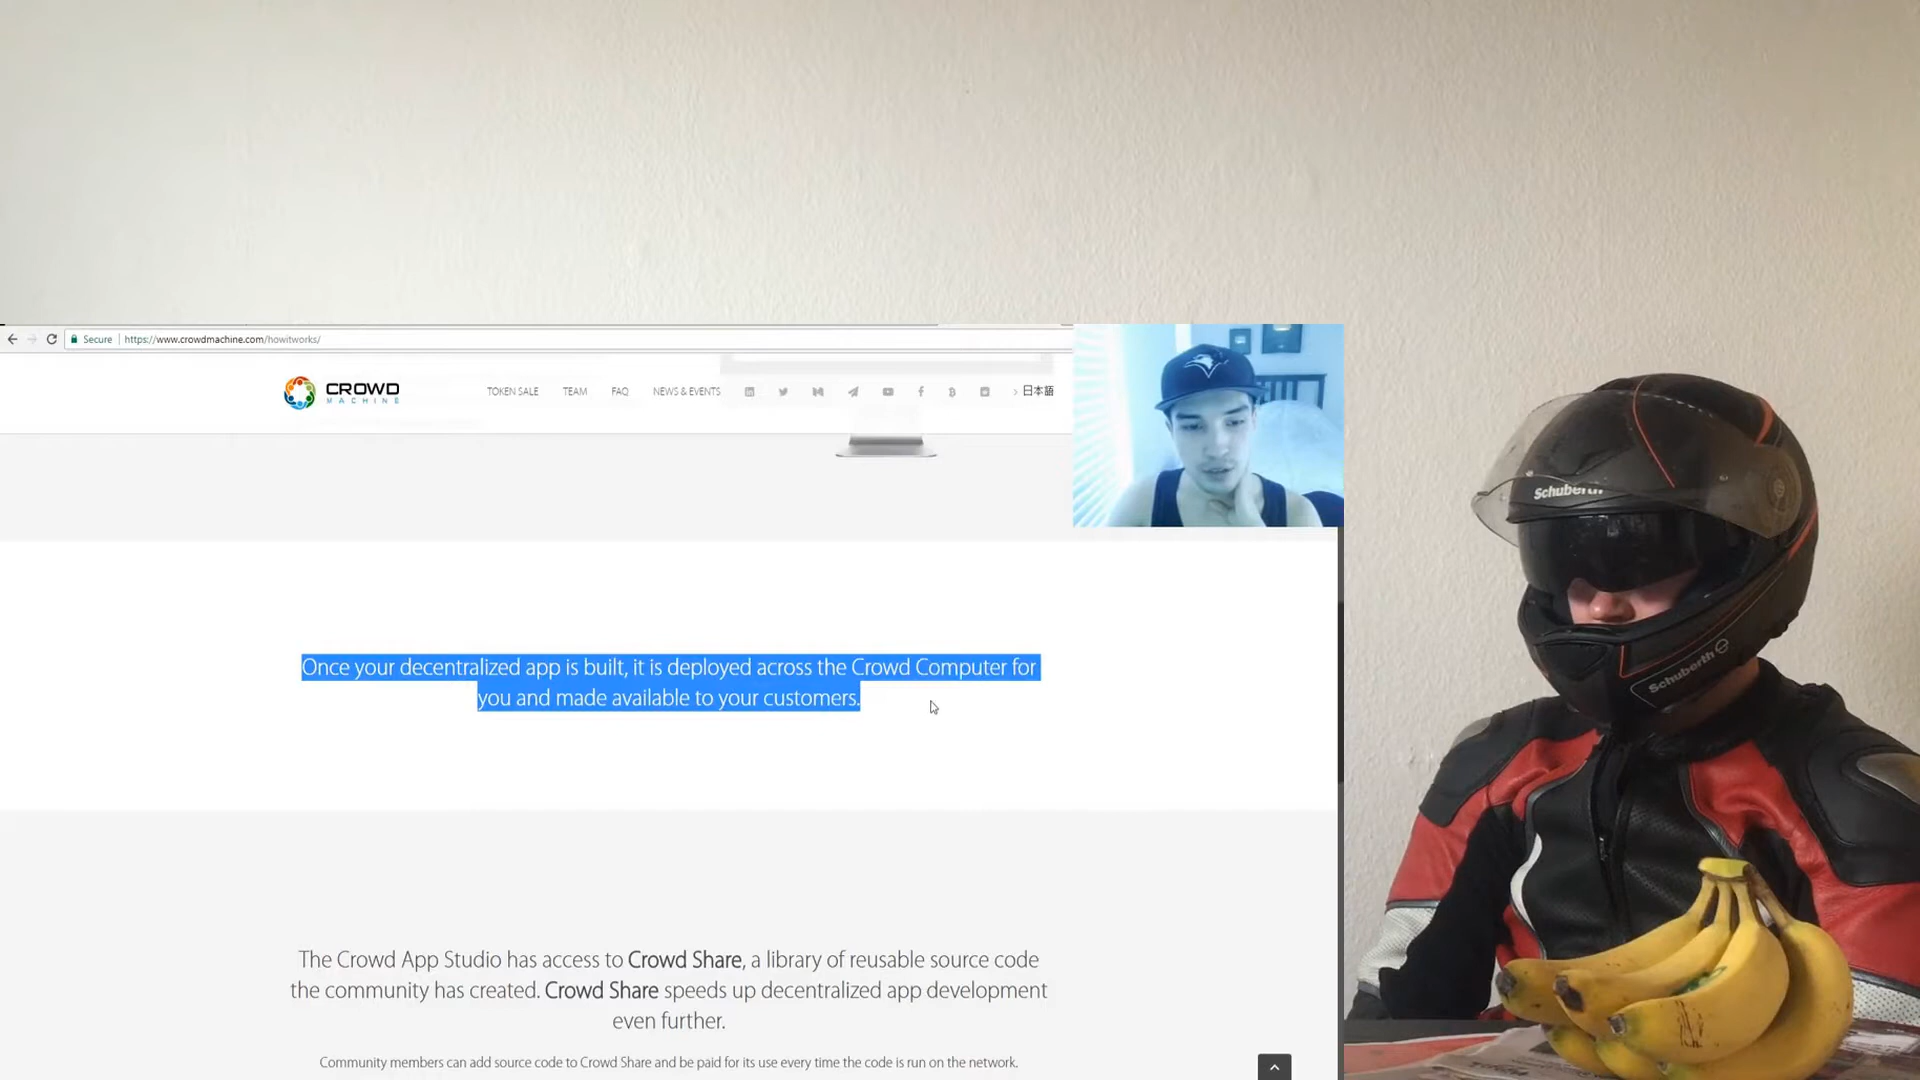 Secure https://www.crowdmachine.com/howitworks/
CROWD
MACHINE
TOKEN SALE TEAM FAQ NEWS & EVENTS 日本語
Once your decentralized app is built, it is deployed across the Crowd Computer for
you and made available to your customers.
The Crowd App Studio has access to Crowd Share, a library of reusable source code
the community has created. Crowd Share speeds up decentralized app development
even further.
Community members can add source code to Crowd Share and be paid for its use every time the code is run on the network.
Schuberth
Schuberth